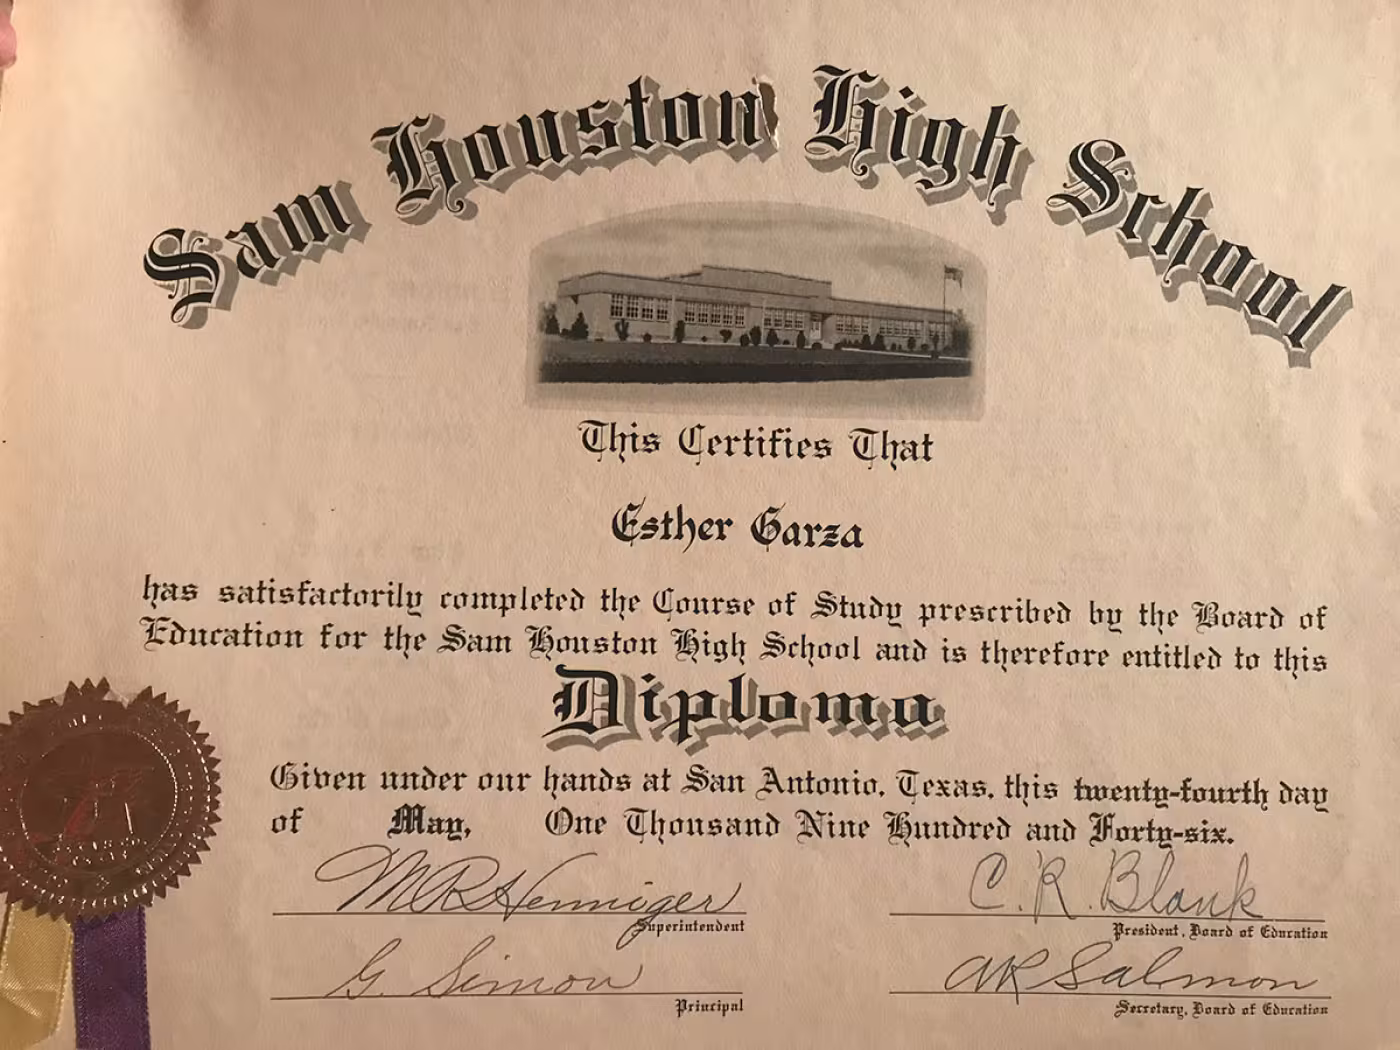 Sam Houston High School
This Certifies That
Esther Garza
has satisfactorily completed the Course of Study prescribed by the Board of
Education for the Sam Houston High School and is therefore entitled to this
Diploma
Given under our hands at San Antonio, Texas, this twenty-fourth day
of May, One Thousand Nine Hundred and Forty-six.
M R Henniger
Superintendent
C. R. Blank
President, Board of Education
G. Simon
Principal
A R Salmon
Secretary, Board of Education